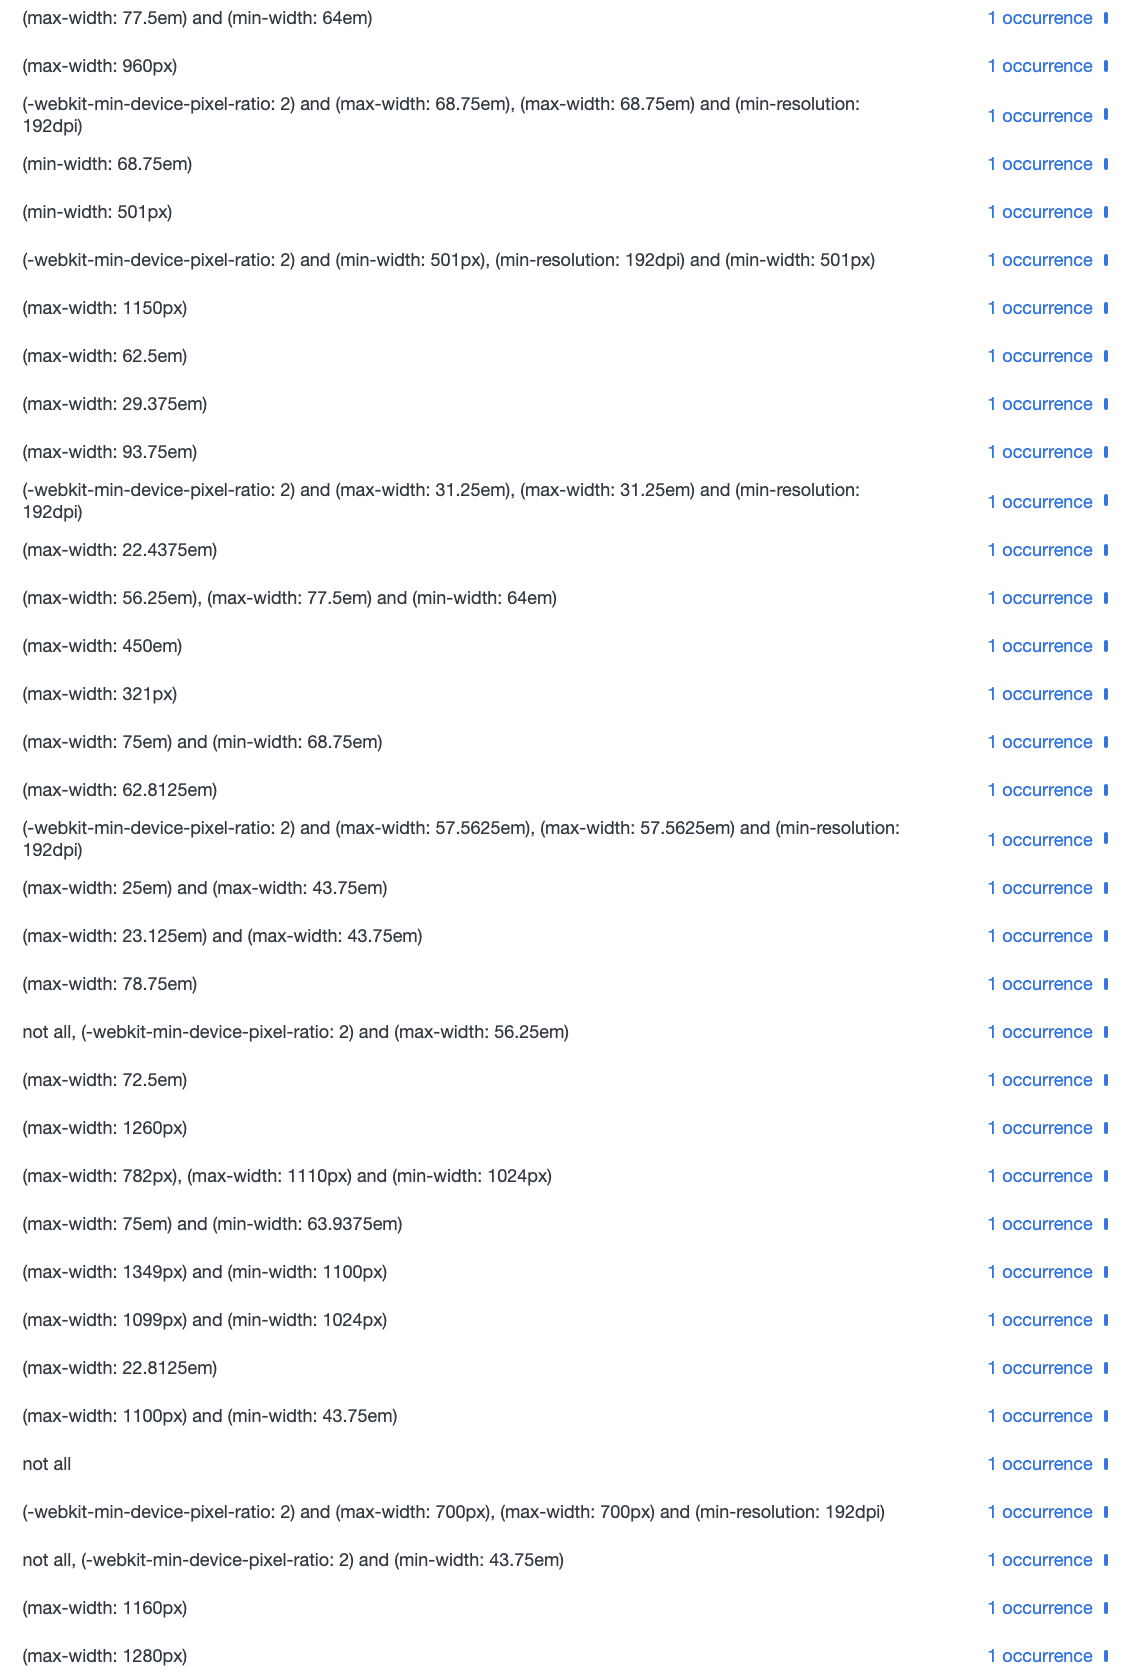 (max-width: 77.5em) and (min-width: 64em) 1 occurrence
(max-width: 960px) 1 occurrence
(-webkit-min-device-pixel-ratio: 2) and (max-width: 68.75em), (max-width: 68.75em) and (min-resolution:
192dpi) 1 occurrence
(min-width: 68.75em) 1 occurrence
(min-width: 501px) 1 occurrence
(-webkit-min-device-pixel-ratio: 2) and (min-width: 501px), (min-resolution: 192dpi) and (min-width: 501px) 1 occurrence
(max-width: 1150px) 1 occurrence
(max-width: 62.5em) 1 occurrence
(max-width: 29.375em) 1 occurrence
(max-width: 93.75em) 1 occurrence
(-webkit-min-device-pixel-ratio: 2) and (max-width: 31.25em), (max-width: 31.25em) and (min-resolution:
192dpi) 1 occurrence
(max-width: 22.4375em) 1 occurrence
(max-width: 56.25em), (max-width: 77.5em) and (min-width: 64em) 1 occurrence
(max-width: 450em) 1 occurrence
(max-width: 321px) 1 occurrence
(max-width: 75em) and (min-width: 68.75em) 1 occurrence
(max-width: 62.8125em) 1 occurrence
(-webkit-min-device-pixel-ratio: 2) and (max-width: 57.5625em), (max-width: 57.5625em) and (min-resolution:
192dpi) 1 occurrence
(max-width: 25em) and (max-width: 43.75em) 1 occurrence
(max-width: 23.125em) and (max-width: 43.75em) 1 occurrence
(max-width: 78.75em) 1 occurrence
not all, (-webkit-min-device-pixel-ratio: 2) and (max-width: 56.25em) 1 occurrence
(max-width: 72.5em) 1 occurrence
(max-width: 1260px) 1 occurrence
(max-width: 782px), (max-width: 1110px) and (min-width: 1024px) 1 occurrence
(max-width: 75em) and (min-width: 63.9375em) 1 occurrence
(max-width: 1349px) and (min-width: 1100px) 1 occurrence
(max-width: 1099px) and (min-width: 1024px) 1 occurrence
(max-width: 22.8125em) 1 occurrence
(max-width: 1100px) and (min-width: 43.75em) 1 occurrence
not all 1 occurrence
(-webkit-min-device-pixel-ratio: 2) and (max-width: 700px), (max-width: 700px) and (min-resolution: 192dpi) 1 occurrence
not all, (-webkit-min-device-pixel-ratio: 2) and (min-width: 43.75em) 1 occurrence
(max-width: 1160px) 1 occurrence
(max-width: 1280px) 1 occurrence